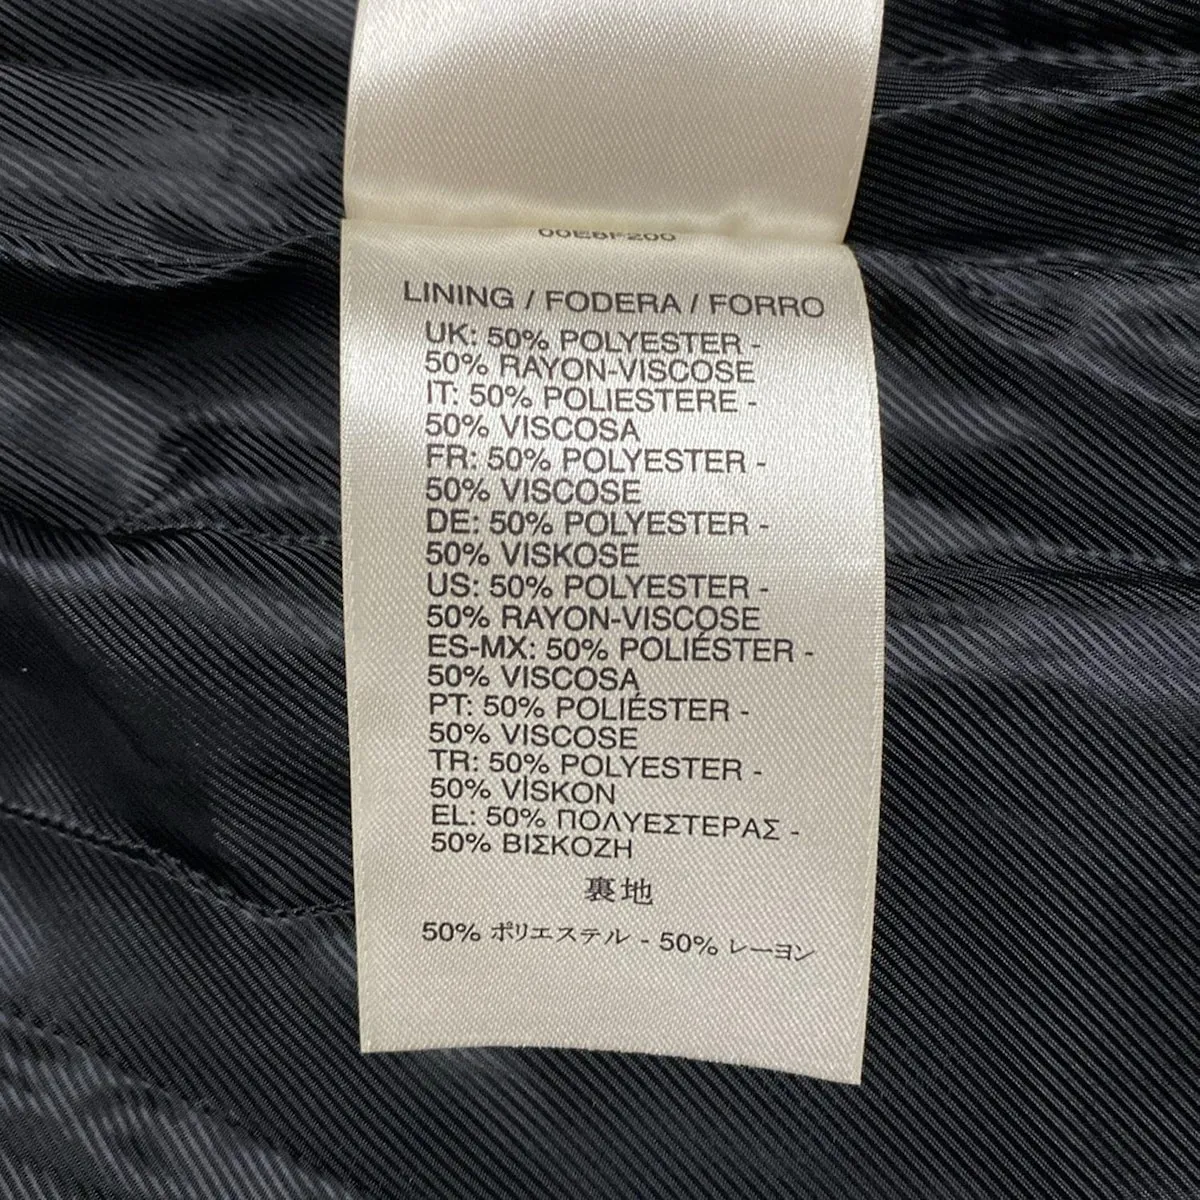 LINING / FODERA / FORRO
UK: 50% POLYESTER -
50% RAYON-VISCOSE
IT: 50% POLIESTERE -
50% VISCOSA
FR: 50% POLYESTER -
50% VISCOSE
DE: 50% POLYESTER -
50% VISKOSE
US: 50% POLYESTER -
50% RAYON-VISCOSE
ES-MX: 50% POLIÉSTER -
50% VISCOSA
PT: 50% POLIÉSTER -
50% VISCOSE
TR: 50% POLYESTER -
50% VİSKON
EL: 50% ΠΟΛΥΕΣΤΕΡΑΣ -
50% ΒΙΣΚΟΖΗ
裏地
50% ポリエステル - 50% レーヨン